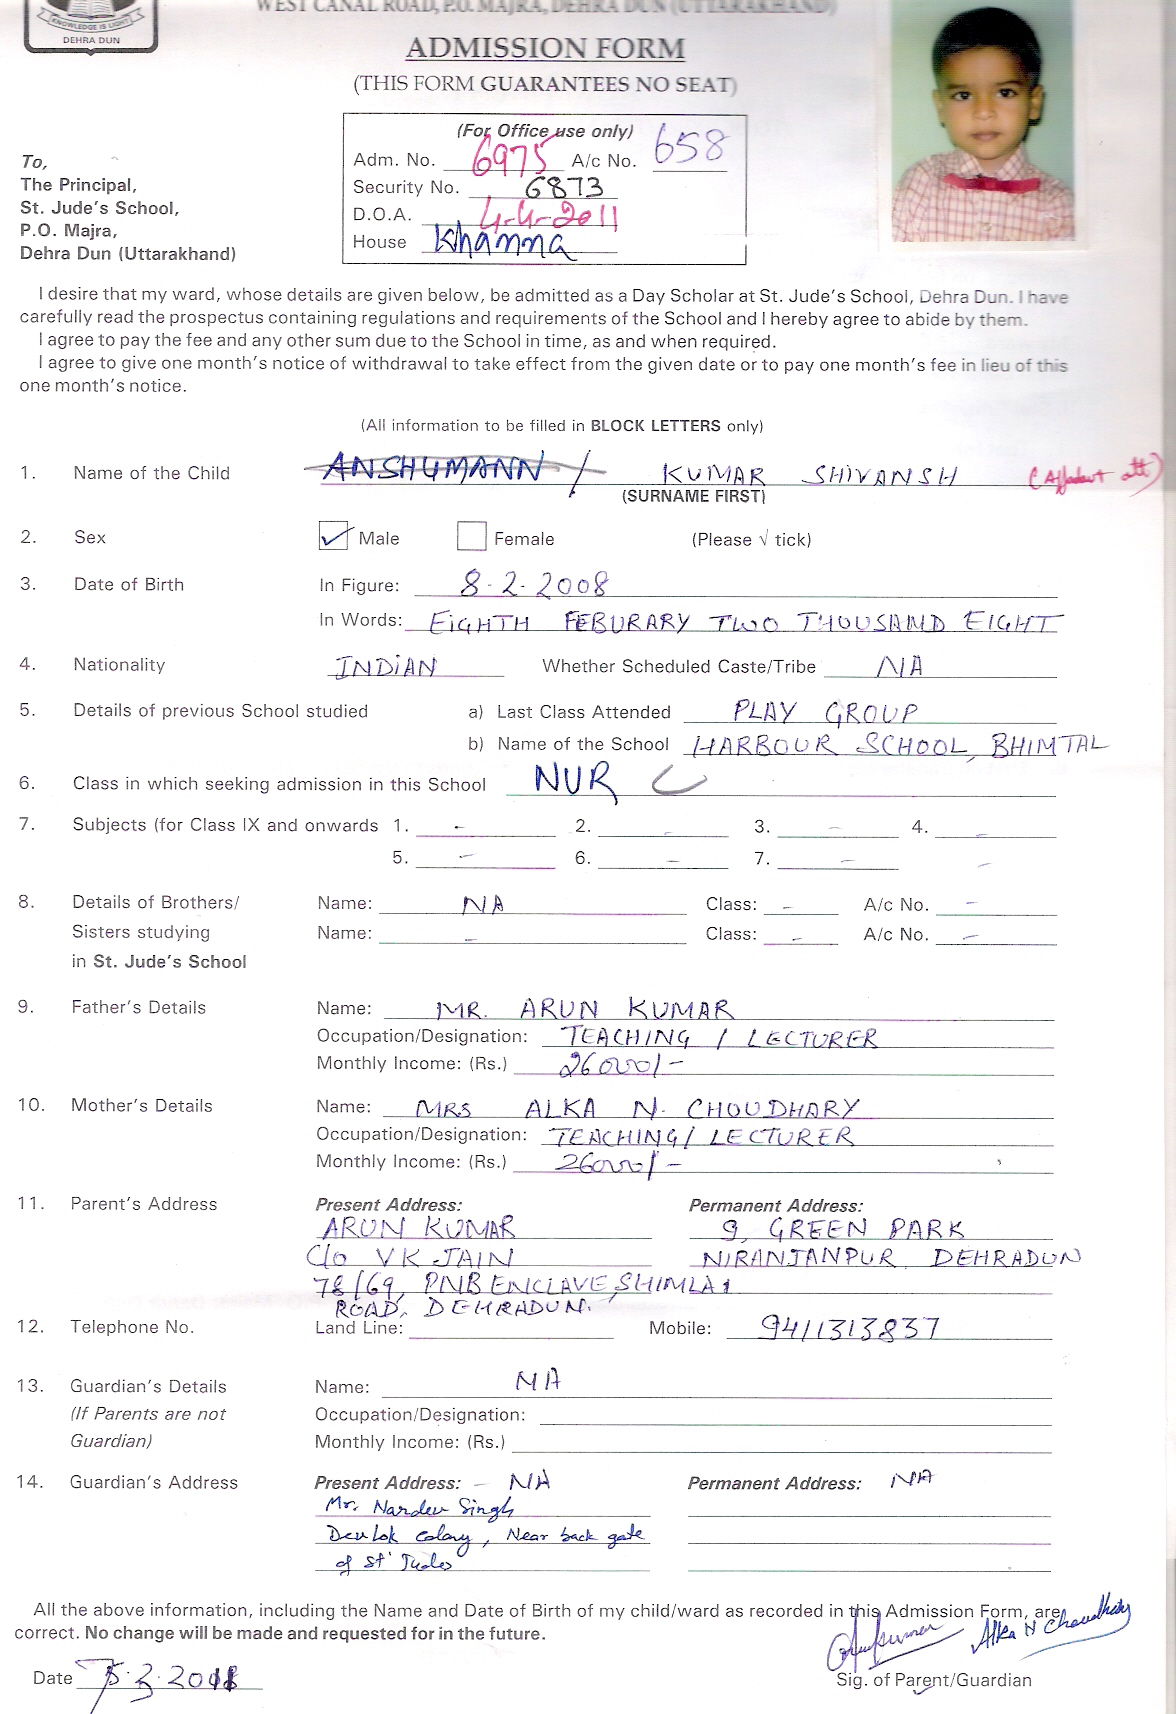 KNOWLEDGE IS LIGHT
DEHRA DUN
WEST CANAL ROAD, P.O. MAJRA, DEHRA DUN (UTTARAKHAND)
ADMISSION FORM
(THIS FORM GUARANTEES NO SEAT)
(For Office use only)
Adm. No. 6975 A/c No. 658
Security No. 6873
D.O.A. 4-4-2011
House Khanna
To,
The Principal,
St. Jude's School,
P.O. Majra,
Dehra Dun (Uttarakhand)
I desire that my ward, whose details are given below, be admitted as a Day Scholar at St. Jude's School, Dehra Dun. I have
carefully read the prospectus containing regulations and requirements of the School and I hereby agree to abide by them.
I agree to pay the fee and any other sum due to the School in time, as and when required.
I agree to give one month's notice of withdrawal to take effect from the given date or to pay one month's fee in lieu of this
one month's notice.
(All information to be filled in BLOCK LETTERS only)
1. Name of the Child ANSHUMANN / KUMAR SHIVANSH (Affadavt att)
(SURNAME FIRST)
2. Sex Male Female (Please √ tick)
3. Date of Birth In Figure: 8-2-2008
In Words: EIGHTH FEBURARY TWO THOUSAND EIGHT
4. Nationality INDIAN Whether Scheduled Caste/Tribe NA
5. Details of previous School studied a) Last Class Attended PLAY GROUP
b) Name of the School HARBOUR SCHOOL, BHIMTAL
6. Class in which seeking admission in this School NUR C
7. Subjects (for Class IX and onwards 1. - 2. - 3. - 4. -
5. - 6. - 7. - -
8. Details of Brothers/ Name: NA Class: - A/c No. -
Sisters studying Name: - Class: - A/c No. -
in St. Jude's School
9. Father's Details Name: MR. ARUN KUMAR
Occupation/Designation: TEACHING / LECTURER
Monthly Income: (Rs.) 26000/-
10. Mother's Details Name: MRS ALKA N. CHOUDHARY
Occupation/Designation: TEACHING / LECTURER
Monthly Income: (Rs.) 26000/-
11. Parent's Address Present Address: Permanent Address:
ARUN KUMAR 9, GREEN PARK
C/o VK JAIN NIRANJANPUR DEHRADUN
78/69, PNB ENCLAVE, SHIMLA
ROAD, DEHRADUN.
12. Telephone No. Land Line: Mobile: 9411313837
13. Guardian's Details Name: NA
(If Parents are not Occupation/Designation:
Guardian) Monthly Income: (Rs.)
14. Guardian's Address Present Address: - NA Permanent Address: NA
Mr. Nardev Singh
Devlok Colony, Near back gate
of St' Judes
All the above information, including the Name and Date of Birth of my child/ward as recorded in this Admission Form, are
correct. No change will be made and requested for in the future.
Alka N Choudhary
Date Sig. of Parent/Guardian